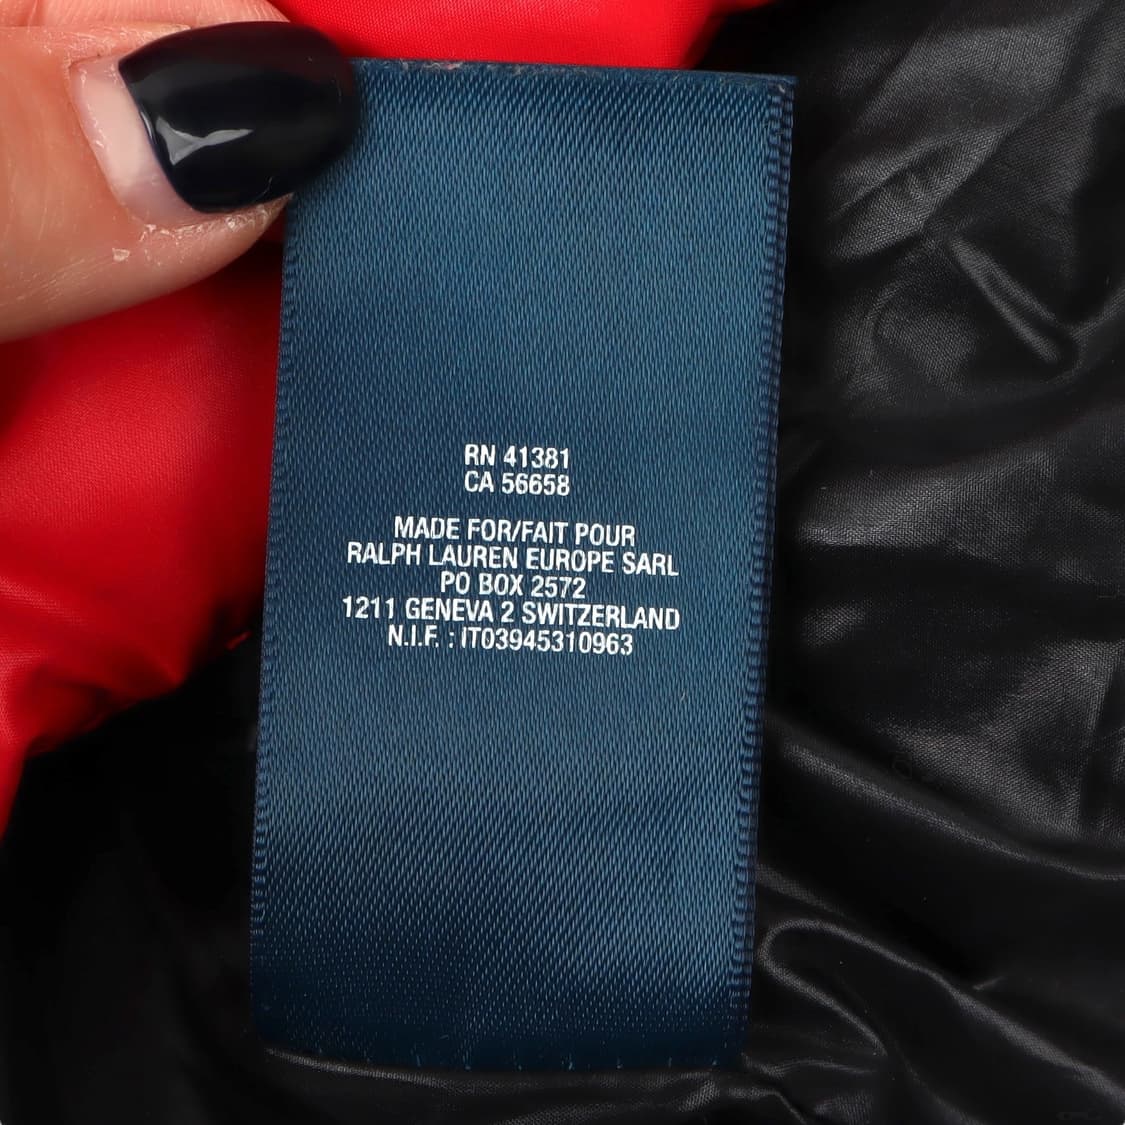 RN 41381
CA 56658
MADE FOR/FAIT POUR
RALPH LAUREN EUROPE SARL
PO BOX 2572
1211 GENEVA 2 SWITZERLAND
N.I.F. : IT03945310963